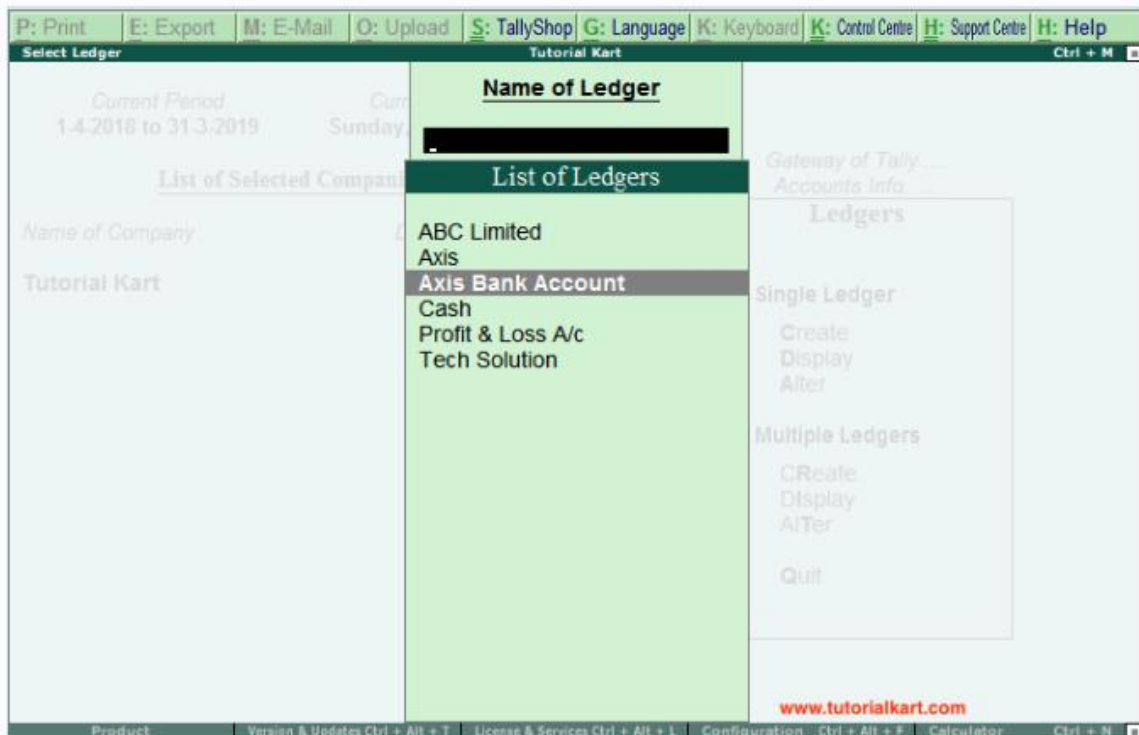 P: Print E: Export M: E-Mail O: Upload S: TallyShop G: Language K: Keyboard K: Control Centre H: Support Centre H: Help
Select Ledger Tutorial Kart Ctrl + M
Name of Ledger
Current Period Curr
1-4-2018 to 31-3-2019 Sunday,
List of Selected Compani
Name of Company
Tutorial Kart
List of Ledgers
ABC Limited
Axis
Axis Bank Account
Cash
Profit & Loss A/c
Tech Solution
Gateway of Tally.....
Accounts Info.
Ledgers
Single Ledger
Create
Display
Alter
Multiple Ledgers
CReate
DIsplay
AlTer
Quit
www.tutorialkart.com
Product Version & Updates Ctrl + Alt + T License & Services Ctrl + Alt + L Configuration Ctrl + Alt + F Calculator Ctrl + N